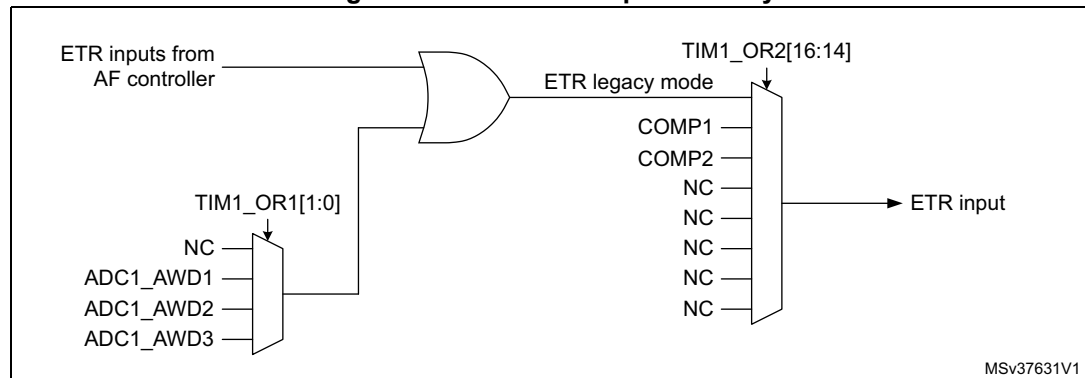 ETR inputs from
AF controller
TIM1_OR2[16:14]
ETR legacy mode
COMP1
COMP2
NC
NC
NC
NC
NC
ETR input
TIM1_OR1[1:0]
NC
ADC1_AWD1
ADC1_AWD2
ADC1_AWD3
MSv37631V1